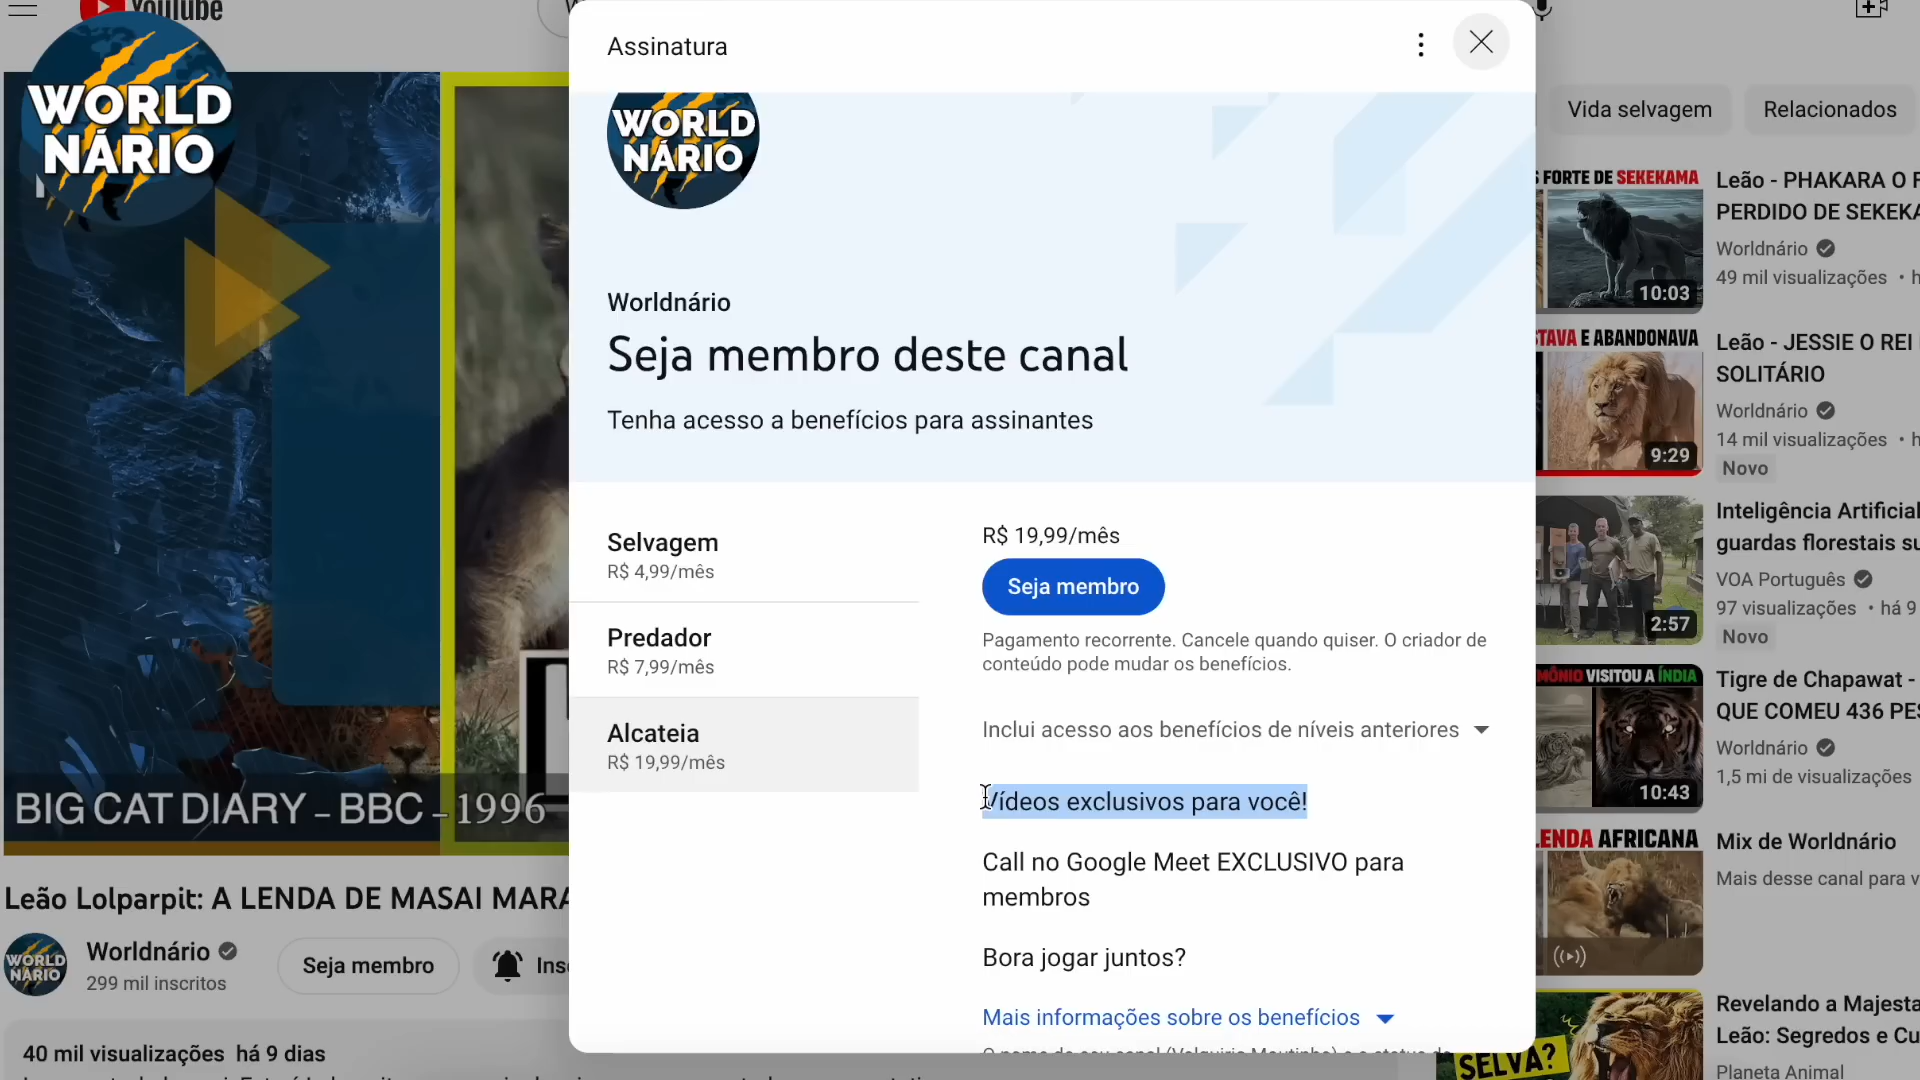 YouTube
WORLD
NÁRIO
BIG CAT DIARY – BBC – 1996
Leão Lolparpit: A LENDA DE MASAI MARA
WORLD
NÁRIO
Worldnário
299 mil inscritos
Seja membro
40 mil visualizações há 9 dias
Assinatura
WORLD
NÁRIO
Worldnário
Seja membro deste canal
Tenha acesso a benefícios para assinantes
Selvagem
R$ 4,99/mês
Predador
R$ 7,99/mês
Alcateia
R$ 19,99/mês
R$ 19,99/mês
Seja membro
Pagamento recorrente. Cancele quando quiser. O criador de
conteúdo pode mudar os benefícios.
Inclui acesso aos benefícios de níveis anteriores
Vídeos exclusivos para você!
Call no Google Meet EXCLUSIVO para
membros
Bora jogar juntos?
Mais informações sobre os benefícios
Vida selvagem
Relacionados
FORTE DE SEKEKAMA
10:03
Leão - PHAKARA O
PERDIDO DE
Worldnário
49 mil visualizações •
E ABANDONAVA
9:29
Leão - JESSIE O REI
SOLITÁRIO
Worldnário
14 mil visualizações •
Novo
2:57
Inteligência Artificial
guardas florestais
VOA Português
97 visualizações • há 9
Novo
VISITOU A ÍNDIA
10:43
Tigre de Chapawat -
QUE COMEU 436
Worldnário
1,5 mi de visualizações
LENDA AFRICANA
Mix de Worldnário
Mais desse canal para
SELVA?
Revelando a
Leão: Segredos e
Planeta Animal